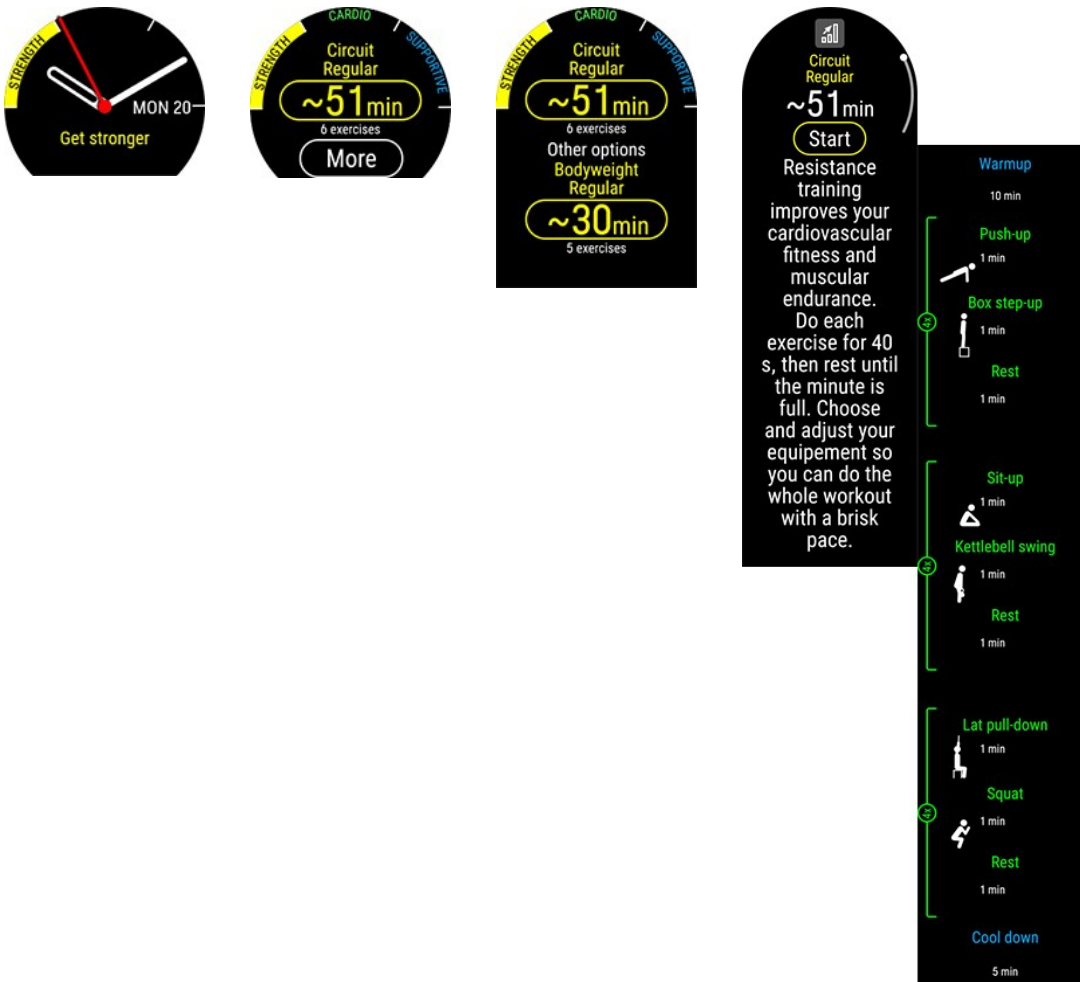 STRENGTH
MON 20
Get stronger
STRENGTH
CARDIO
SUPPORTIVE
Circuit
Regular
~51min
6 exercises
More
STRENGTH
CARDIO
SUPPORTIVE
Circuit
Regular
~51min
6 exercises
Other options
Bodyweight
Regular
~30min
5 exercises
Circuit
Regular
~51min
Start
Resistance
training
improves your
cardiovascular
fitness and
muscular
endurance.
Do each
exercise for 40
s, then rest until
the minute is
full. Choose
and adjust your
equipement so
you can do the
whole workout
with a brisk
pace.
Warmup
10 min
Push-up
1 min
Box step-up
4x
1 min
Rest
1 min
Sit-up
1 min
Kettlebell swing
4x
1 min
Rest
1 min
Lat pull-down
1 min
Squat
4x
1 min
Rest
1 min
Cool down
5 min